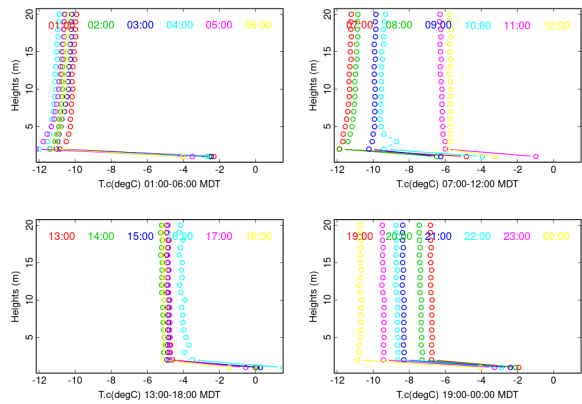 01:00 02:00 03:00 04:00 05:00 06:00
20
15
10
5
Heights (m)
-12 -10 -8 -6 -4 -2 0
T.c(degC) 01:00-06:00 MDT
07:00 08:00 09:00 10:00 11:00 12:00
20
15
10
5
Heights (m)
-12 -10 -8 -6 -4 -2 0
T.c(degC) 07:00-12:00 MDT
13:00 14:00 15:00 16:00 17:00 18:00
20
15
10
5
Heights (m)
-12 -10 -8 -6 -4 -2 0
T.c(degC) 13:00-18:00 MDT
19:00 20:00 21:00 22:00 23:00 00:00
20
15
10
5
Heights (m)
-12 -10 -8 -6 -4 -2 0
T.c(degC) 19:00-00:00 MDT